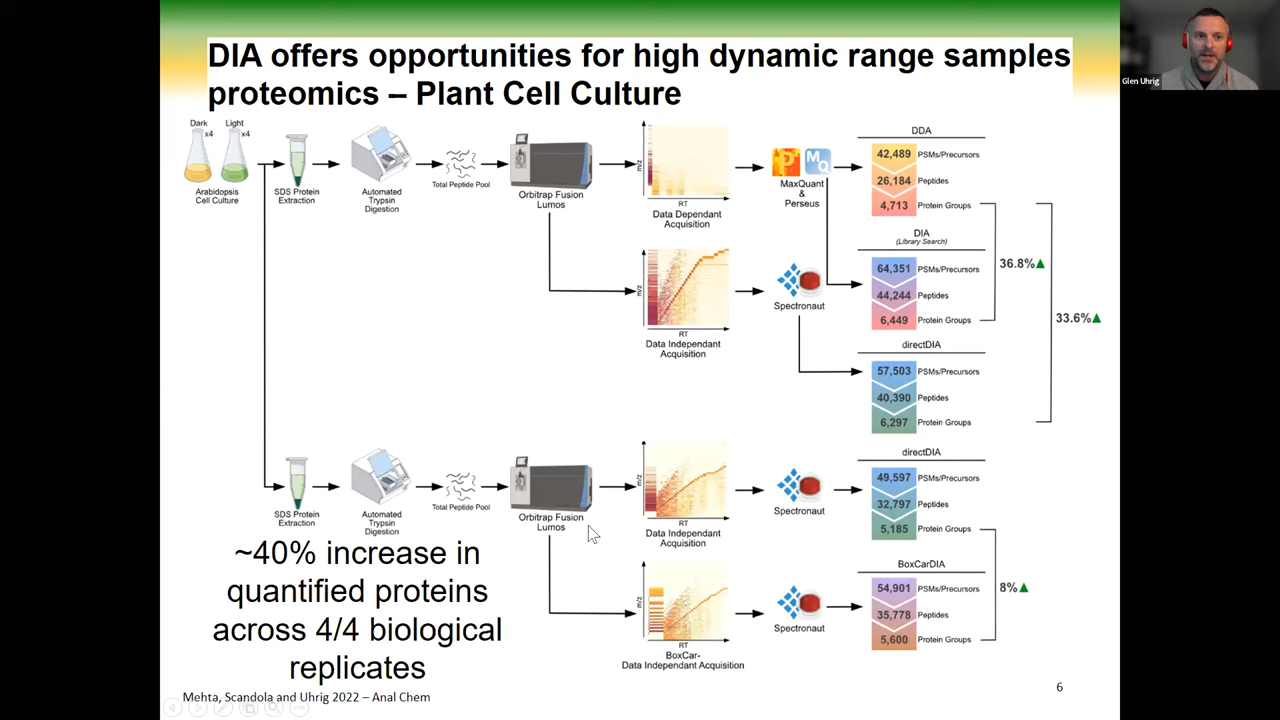 DIA offers opportunities for high dynamic range samples
proteomics – Plant Cell Culture
Glen Uhrig
Dark
x4
Light
x4
Arabidopsis
Cell Culture
SDS Protein
Extraction
Automated
Trypsin
Digestion
Total Peptide Pool
Orbitrap Fusion
Lumos
m/z
RT
Data Dependant
Acquisition
P
MQ
MaxQuant
&
Perseus
DDA
42,489 PSMs/Precursors
26,184 Peptides
4,713 Protein Groups
m/z
RT
Data Independent
Acquisition
Spectronaut
DIA
(Library Search)
64,351 PSMs/Precursors
44,244 Peptides
6,449 Protein Groups
36.8%
33.6%
directDIA
57,503 PSMs/Precursors
40,390 Peptides
6,297 Protein Groups
SDS Protein
Extraction
Automated
Trypsin
Digestion
Total Peptide Pool
Orbitrap Fusion
Lumos
m/z
RT
Data Independent
Acquisition
Spectronaut
directDIA
49,597 PSMs/Precursors
32,797 Peptides
5,185 Protein Groups
m/z
RT
BoxCar-
Data Independant Acquisition
Spectronaut
BoxCarDIA
54,901 PSMs/Precursors
35,778 Peptides
5,600 Protein Groups
8%
~40% increase in
quantified proteins
across 4/4 biological
replicates
Mehta, Scandola and Uhrig 2022 – Anal Chem
6